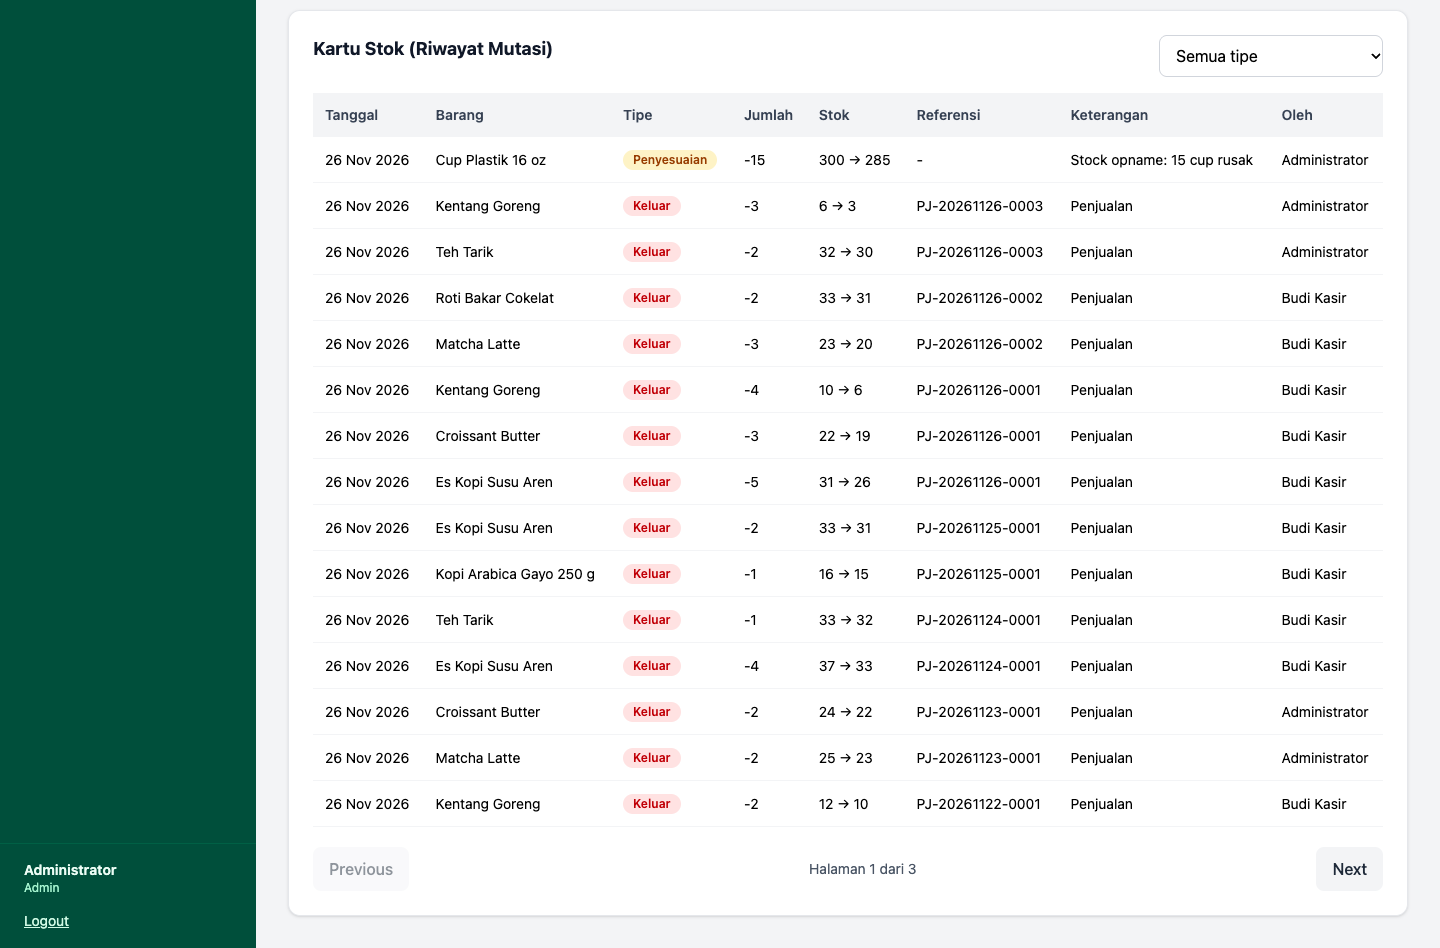 Kartu Stok (Riwayat Mutasi)
Semua tipe
Tanggal Barang Tipe Jumlah Stok Referensi Keterangan Oleh
26 Nov 2026 Cup Plastik 16 oz Penyesuaian -15 300 → 285 - Stock opname: 15 cup rusak Administrator
26 Nov 2026 Kentang Goreng Keluar -3 6 → 3 PJ-20261126-0003 Penjualan Administrator
26 Nov 2026 Teh Tarik Keluar -2 32 → 30 PJ-20261126-0003 Penjualan Administrator
26 Nov 2026 Roti Bakar Cokelat Keluar -2 33 → 31 PJ-20261126-0002 Penjualan Budi Kasir
26 Nov 2026 Matcha Latte Keluar -3 23 → 20 PJ-20261126-0002 Penjualan Budi Kasir
26 Nov 2026 Kentang Goreng Keluar -4 10 → 6 PJ-20261126-0001 Penjualan Budi Kasir
26 Nov 2026 Croissant Butter Keluar -3 22 → 19 PJ-20261126-0001 Penjualan Budi Kasir
26 Nov 2026 Es Kopi Susu Aren Keluar -5 31 → 26 PJ-20261126-0001 Penjualan Budi Kasir
26 Nov 2026 Es Kopi Susu Aren Keluar -2 33 → 31 PJ-20261125-0001 Penjualan Budi Kasir
26 Nov 2026 Kopi Arabica Gayo 250 g Keluar -1 16 → 15 PJ-20261125-0001 Penjualan Budi Kasir
26 Nov 2026 Teh Tarik Keluar -1 33 → 32 PJ-20261124-0001 Penjualan Budi Kasir
26 Nov 2026 Es Kopi Susu Aren Keluar -4 37 → 33 PJ-20261124-0001 Penjualan Budi Kasir
26 Nov 2026 Croissant Butter Keluar -2 24 → 22 PJ-20261123-0001 Penjualan Administrator
26 Nov 2026 Matcha Latte Keluar -2 25 → 23 PJ-20261123-0001 Penjualan Administrator
26 Nov 2026 Kentang Goreng Keluar -2 12 → 10 PJ-20261122-0001 Penjualan Budi Kasir
Previous Halaman 1 dari 3 Next
Administrator
Admin
Logout